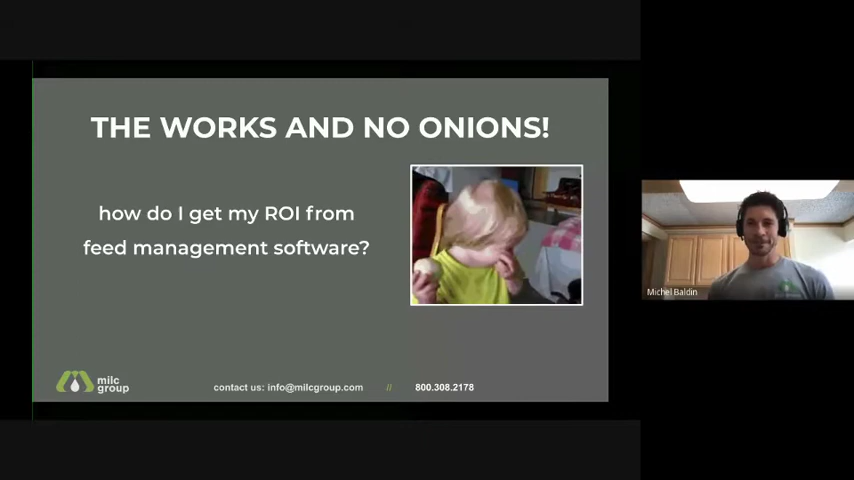 THE WORKS AND NO ONIONS!
how do I get my ROI from
feed management software?
milc
group
contact us: info@milcgroup.com // 800.308.2178
Michel Baldin